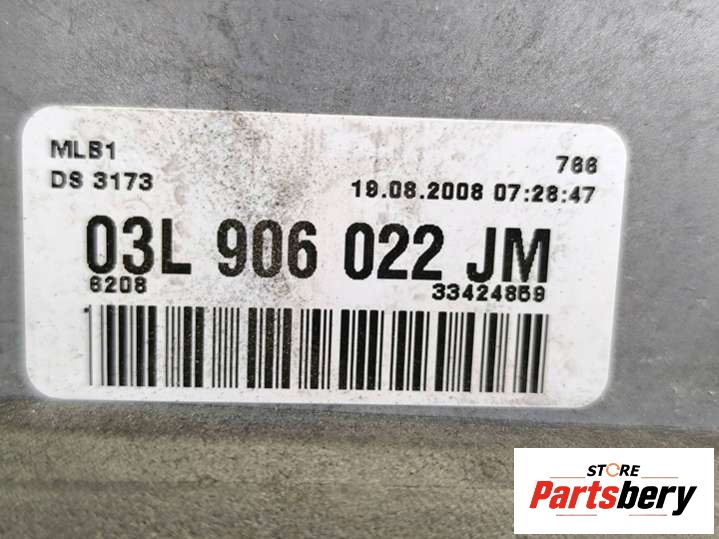 MLB1 766
DS 3173 19.08.2008 07:28:47
03L 906 022 JM
6208 33424859
STORE
Partsbery